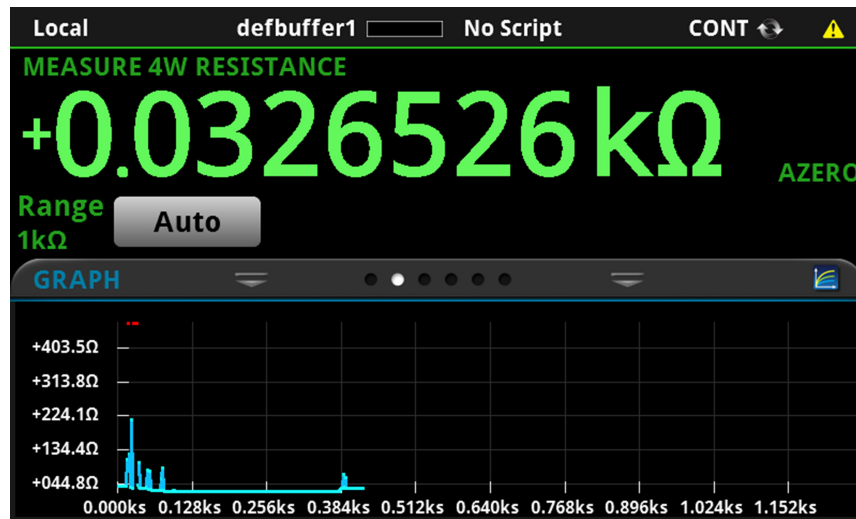 Local defbuffer1 No Script CONT
MEASURE 4W RESISTANCE
+0.0326526 kΩ
AZERO
Range Auto
1kΩ
GRAPH
+403.5Ω
+313.8Ω
+224.1Ω
+134.4Ω
+044.8Ω
0.000ks 0.128ks 0.256ks 0.384ks 0.512ks 0.640ks 0.768ks 0.896ks 1.024ks 1.152ks